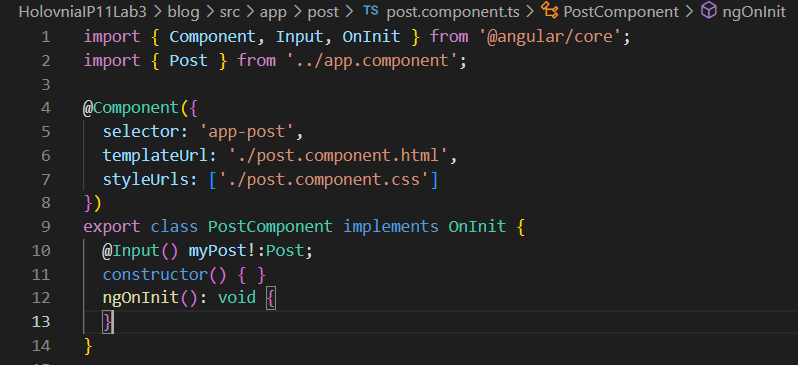 HolovniaIP11Lab3 > blog > src > app > post > TS post.component.ts > PostComponent > ngOnInit
1 import { Component, Input, OnInit } from '@angular/core';
2 import { Post } from '../app.component';
3
4 @Component({
5   selector: 'app-post',
6   templateUrl: './post.component.html',
7   styleUrls: ['./post.component.css']
8 })
9 export class PostComponent implements OnInit {
10   @Input() myPost!:Post;
11   constructor() { }
12   ngOnInit(): void {
13   }
14 }